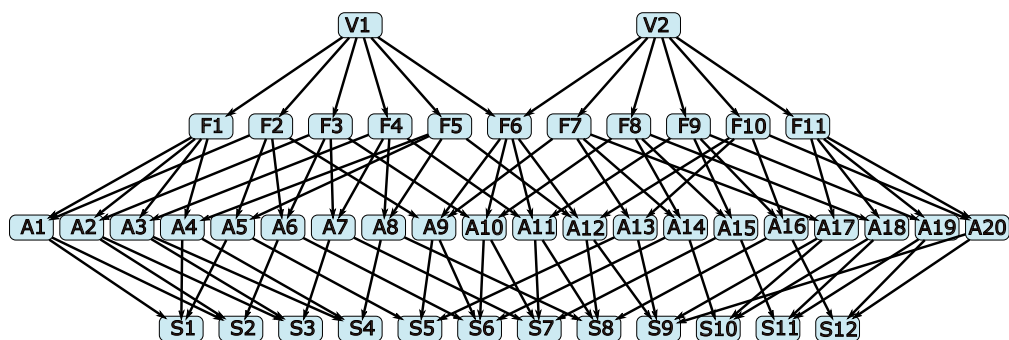 V1 V2
F1 F2 F3 F4 F5 F6 F7 F8 F9 F10 F11
A1 A2 A3 A4 A5 A6 A7 A8 A9 A10 A11 A12 A13 A14 A15 A16 A17 A18 A19 A20
S1 S2 S3 S4 S5 S6 S7 S8 S9 S10 S11 S12